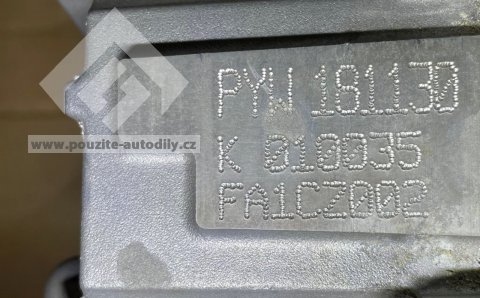 PYW 181130
www.pouzite-autodily.cz
K 010035
FA1CZ002